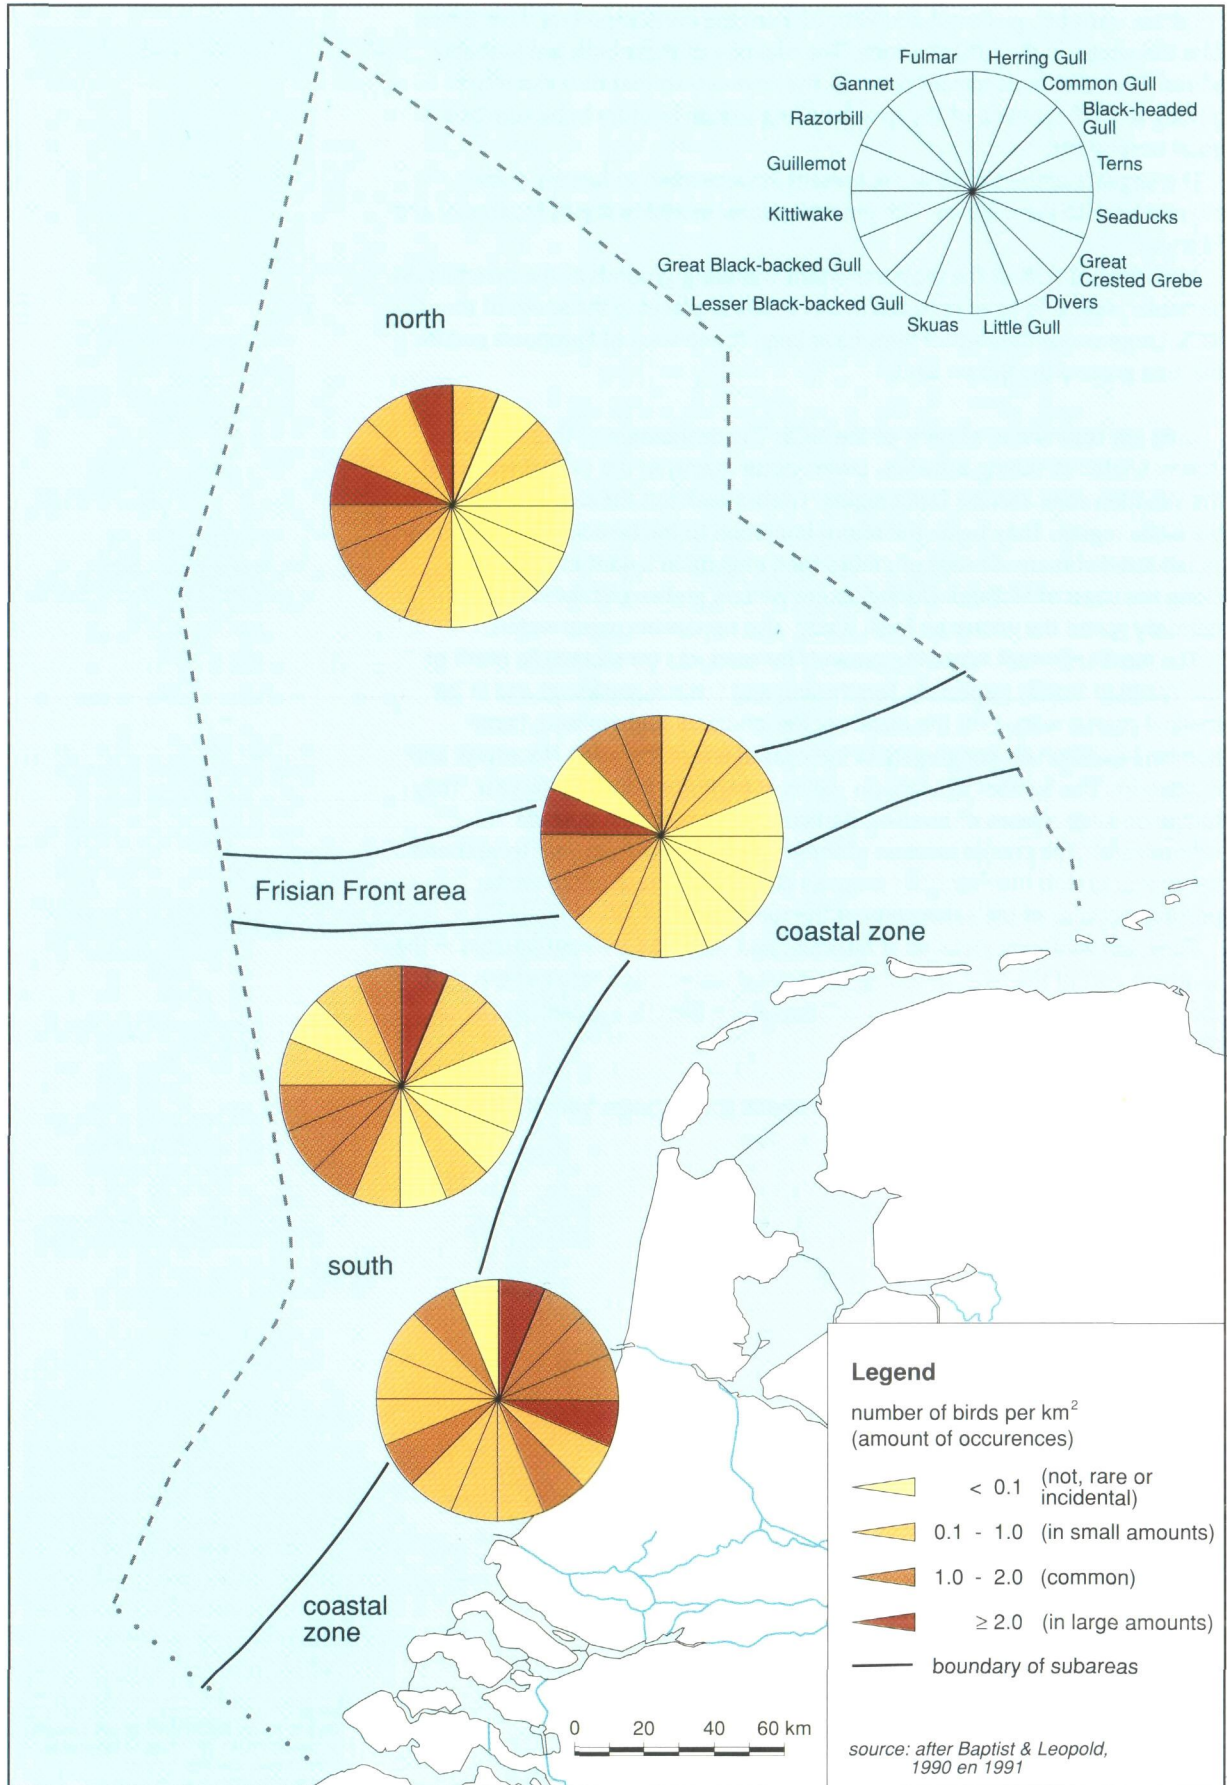 Fulmar
Herring Gull
Gannet
Common Gull
Razorbill
Black-headed
Gull
Guillemot
Terns
Kittiwake
Seaducks
Great Black-backed Gull
Great
Crested Grebe
Lesser Black-backed Gull
Divers
Skuas
Little Gull
north
Frisian Front area
coastal zone
south
coastal
zone
Legend
number of birds per km²
(amount of occurences)
< 0.1 (not, rare or
incidental)
0.1 - 1.0 (in small amounts)
1.0 - 2.0 (common)
≥ 2.0 (in large amounts)
boundary of subareas
0 20 40 60 km
source: after Baptist & Leopold,
1990 en 1991